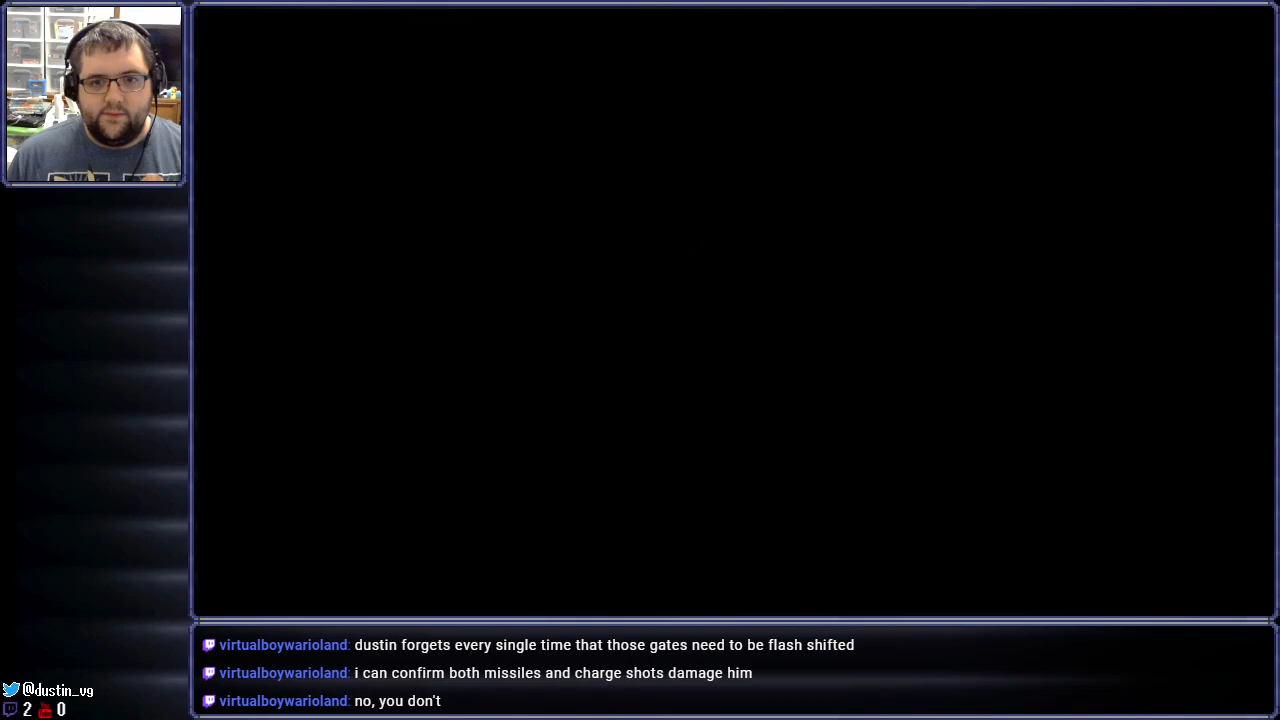 virtualboywarioland: dustin forgets every single time that those gates need to be flash shifted
virtualboywarioland: i can confirm both missiles and charge shots damage him
virtualboywarioland: no, you don't
@dustin_vg
2 0